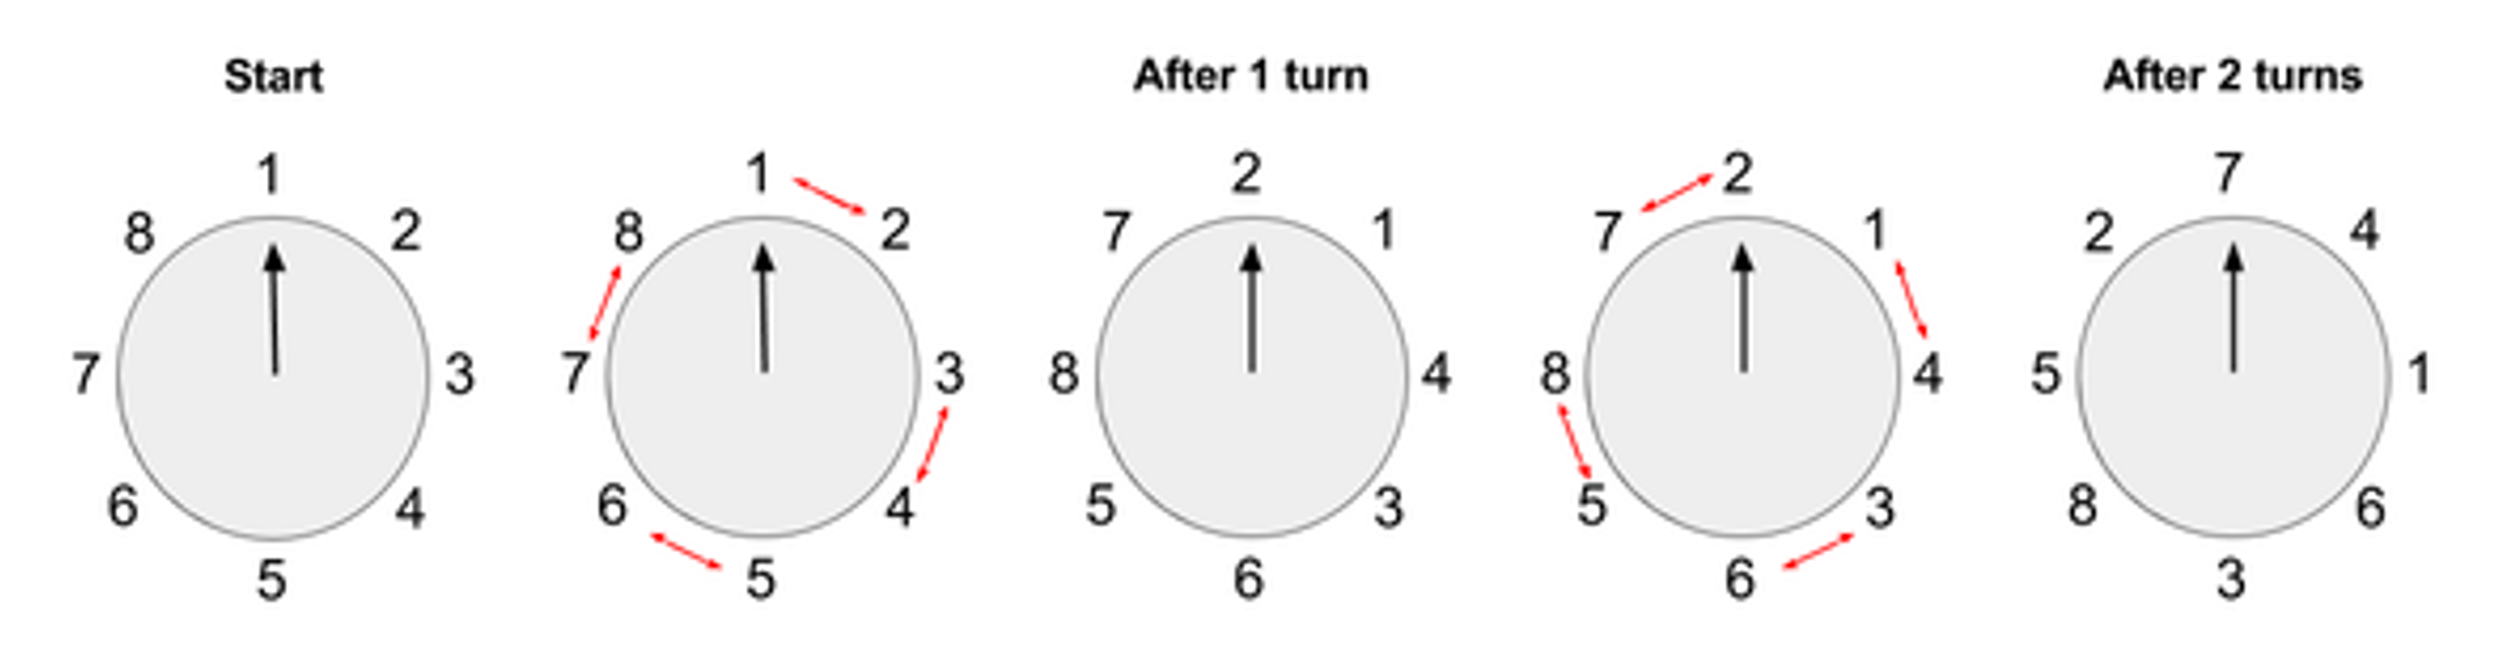 Start After 1 turn After 2 turns
1 1 2 2 7
8 2 8 2 7 1 7 1 2 4
7 3 7 3 8 4 8 4 5 1
6 4 6 4 5 3 5 3 8 6
5 5 6 6 3